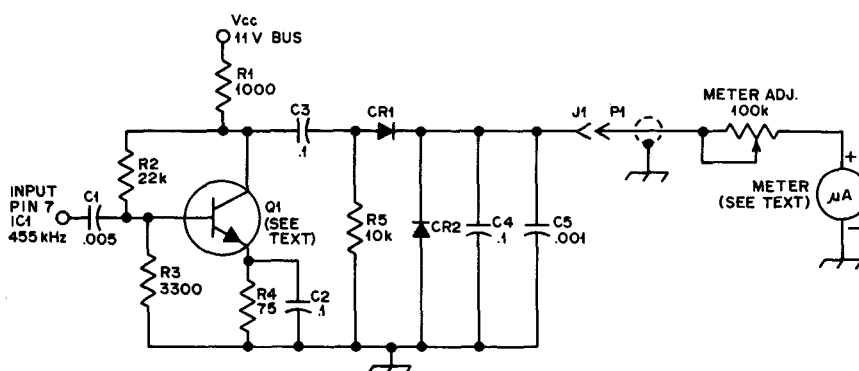 Vcc
11 V BUS
R1
1000
C3
.1
CR1
J1
P1
METER ADJ.
100k
R2
22k
INPUT
PIN 7
IC1
455 kHz
C1
.005
Q1
(SEE
TEXT)
R5
10k
CR2
C4
.1
C5
.001
METER
(SEE TEXT)
+
µA
−
R3
3300
R4
75
C2
.1